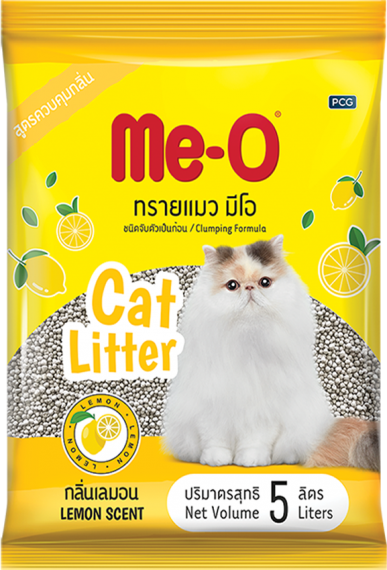 สูตรควบคุมกลิ่น
PCG
Me-O®
ทรายแมว มีโอ
ชนิดจับตัวเป็นก้อน / Clumping Formula
Cat
Litter
LEMON LEMON LEMON LEMON
กลิ่นเลมอน
LEMON SCENT
ปริมาตรสุทธิ 5 ลิตร
Net Volume Liters